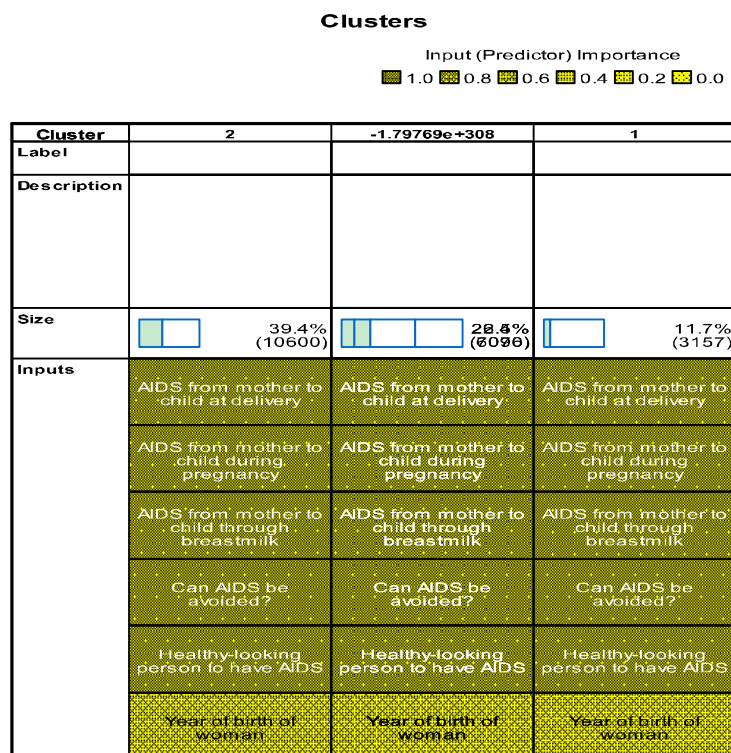 Clusters
Input (Predictor) Importance
1.0 0.8 0.6 0.4 0.2 0.0
Cluster 2 -1.79769e+308 1
Label
Description
Size
39.4%
(10600)
11.7%
(3157)
Inputs
AIDS from mother to child at delivery
AIDS from mother to child at delivery
AIDS from mother to child at delivery
AIDS from mother to child during pregnancy
AIDS from mother to child during pregnancy
AIDS from mother to child during pregnancy
AIDS from mother to child through breastmilk
AIDS from mother to child through breastmilk
AIDS from mother to child through breastmilk
Can AIDS be avoided?
Can AIDS be avoided?
Can AIDS be avoided?
Healthy-looking person to have AIDS
Healthy-looking person to have AIDS
Healthy-looking person to have AIDS
Year of birth of woman
Year of birth of woman
Year of birth of woman